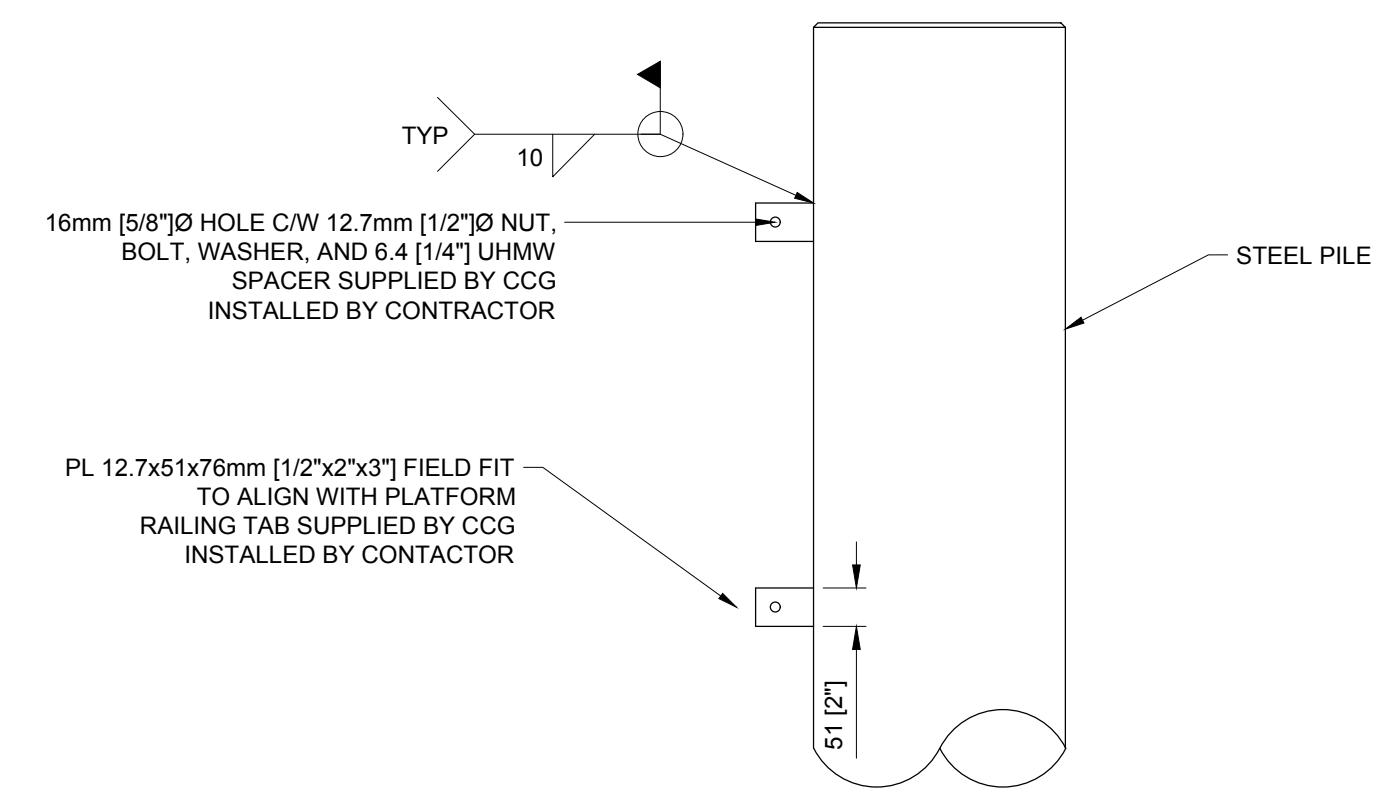 TYP
10
16mm [5/8"]Ø HOLE C/W 12.7mm [1/2"]Ø NUT,
BOLT, WASHER, AND 6.4 [1/4"] UHMW
SPACER SUPPLIED BY CCG
INSTALLED BY CONTRACTOR
STEEL PILE
PL 12.7x51x76mm [1/2"x2"x3"] FIELD FIT
TO ALIGN WITH PLATFORM
RAILING TAB SUPPLIED BY CCG
INSTALLED BY CONTACTOR
51 [2"]